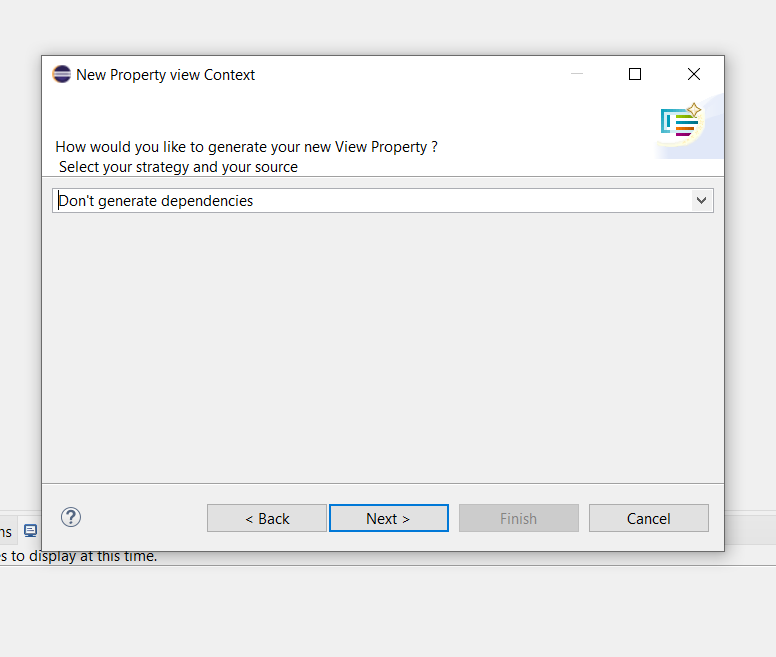 New Property view Context
How would you like to generate your new View Property ?
Select your strategy and your source
Don't generate dependencies
?
< Back
Next >
Finish
Cancel
ns
s to display at this time.